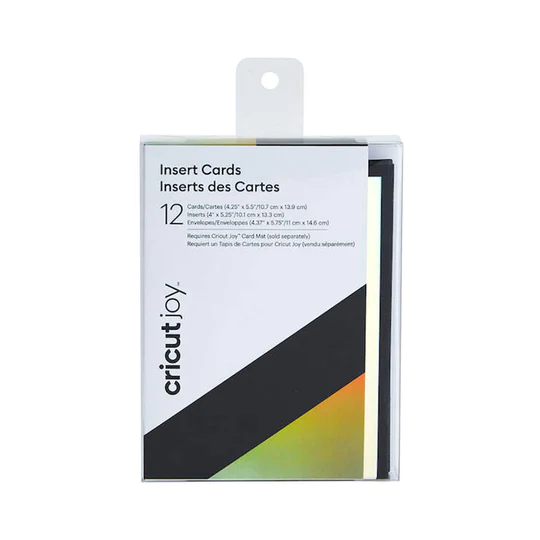 Insert Cards
Inserts des Cartes
12
Cards/Cartes (4.25" x 5.5"/10.7 cm x 13.9 cm)
Inserts (4" x 5.25"/10.1 cm x 13.3 cm)
Envelopes/Enveloppes (4.37" x 5.75"/11 cm x 14.6 cm)
Requires Cricut Joy™ Card Mat (sold separately)
Requiert un Tapis de Cartes pour Cricut Joy (vendu séparément)
cricut joy™